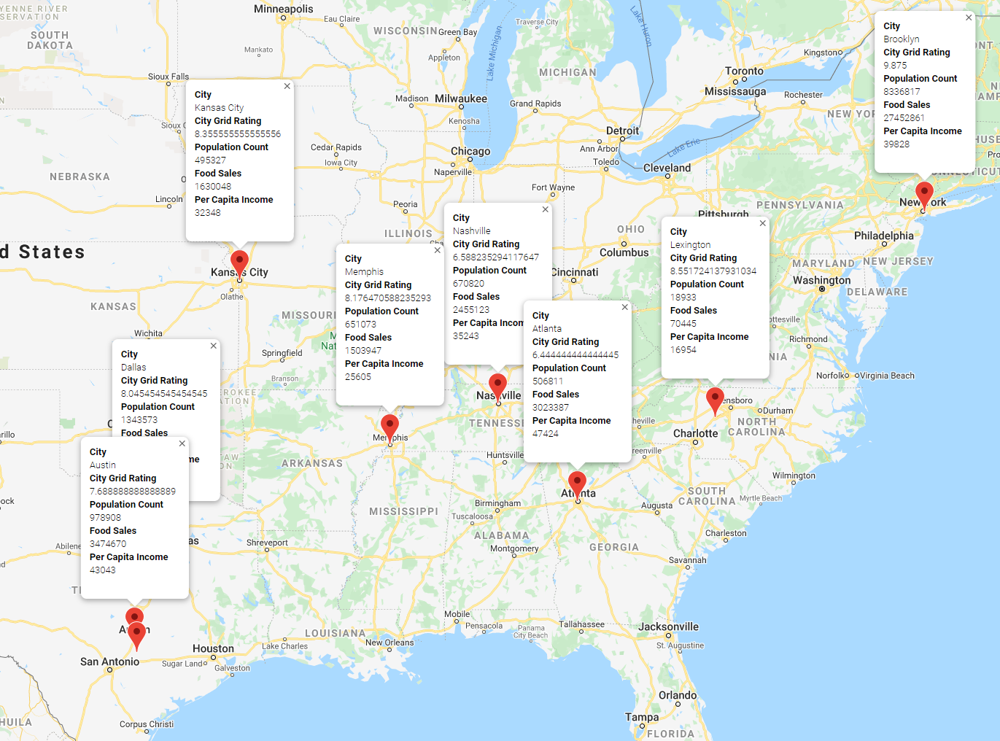 City
Brooklyn
City Grid Rating
9.875
Population Count
8336817
Food Sales
27452861
Per Capita Income
39828
City
Kansas City
City Grid Rating
8.355555555555556
Population Count
495327
Food Sales
1630048
Per Capita Income
32348
City
Nashville
City Grid Rating
6.588235294117647
Population Count
670820
Food Sales
2455123
Per Capita Incom
35243
City
Lexington
City Grid Rating
8.551724137931034
Population Count
18933
Food Sales
70445
Per Capita Income
16954
City
Memphis
City Grid Rating
8.176470588235293
Population Count
651073
Food Sales
1503947
Per Capita Income
25605
City
Atlanta
City Grid Rating
6.444444444444445
Population Count
506811
Food Sales
3023387
Per Capita Income
47424
City
Dallas
City Grid Rating
8.045454545454545
Population Count
1343573
Food Sales
me
City
Austin
City Grid Rating
7.688888888888889
Population Count
978908
Food Sales
3474670
Per Capita Income
43043
Minneapolis
Eau Claire
WISCONSIN
Green Bay
Traverse City
Lake Huron
Lake Michigan
SOUTH
DAKOTA
Mankato
Appleton
MICHIGAN
Toronto
Mississauga
Kingston
Rochester
NEW YOR
Sioux Falls
Madison
Milwaukee
Grand Rapids
Kenosha
Detroit
Ann Arbor
Toledo
Lake Erie
Cleveland
Cedar Rapids
Iowa City
Chicago
Naperville
NEBRASKA
Lincoln
Fort Wayne
Peoria
ILLINOIS
OHIO
Columbus
Pittsburgh
PENNSYLVANIA
Philadelphia
MARYLAND
NEW JERSEY
Washington
DELAWARE
d States
Kansas City
Olathe
KANSAS
Wichita
MISSOURI
Springfield
Branson
Cincinnati
Richmond
Norfolk
Virginia Beach
Durham
NORTH
CAROLINA
Charlotte
Nashville
TENNESSE
Memphis
ARKANSAS
Huntsville
Wilmington
SOUTH
CAROLINA
Myrtle Beach
Atlanta
Birmingham
Tuscaloosa
MISSISSIPPI
ALABAMA
Montgomery
Augusta
Charleston
GEORGIA
Savannah
Abilene
Shreveport
Mobile
Pensacola
Panama
City Beach
Tallahassee
Jacksonville
St. Augustine
LOUISIANA
Lake Charles
New Orleans
Houston
Sugar Land
Galveston
San Antonio
Corpus Christi
Orlando
Tampa
FLORIDA